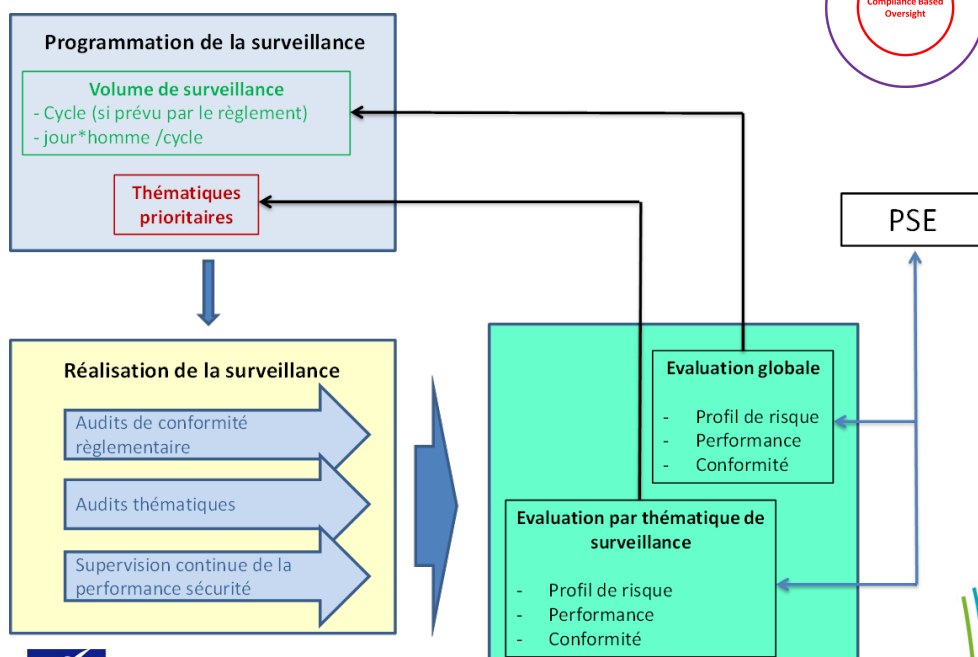 Compliance Based
Oversight
Programmation de la surveillance
Volume de surveillance
- Cycle (si prévu par le règlement)
- jour*homme /cycle
Thématiques
prioritaires
PSE
Réalisation de la surveillance
Audits de conformité
règlementaire
Audits thématiques
Supervision continue de la
performance sécurité
Evaluation globale
- Profil de risque
- Performance
- Conformité
Evaluation par thématique de
surveillance
- Profil de risque
- Performance
- Conformité